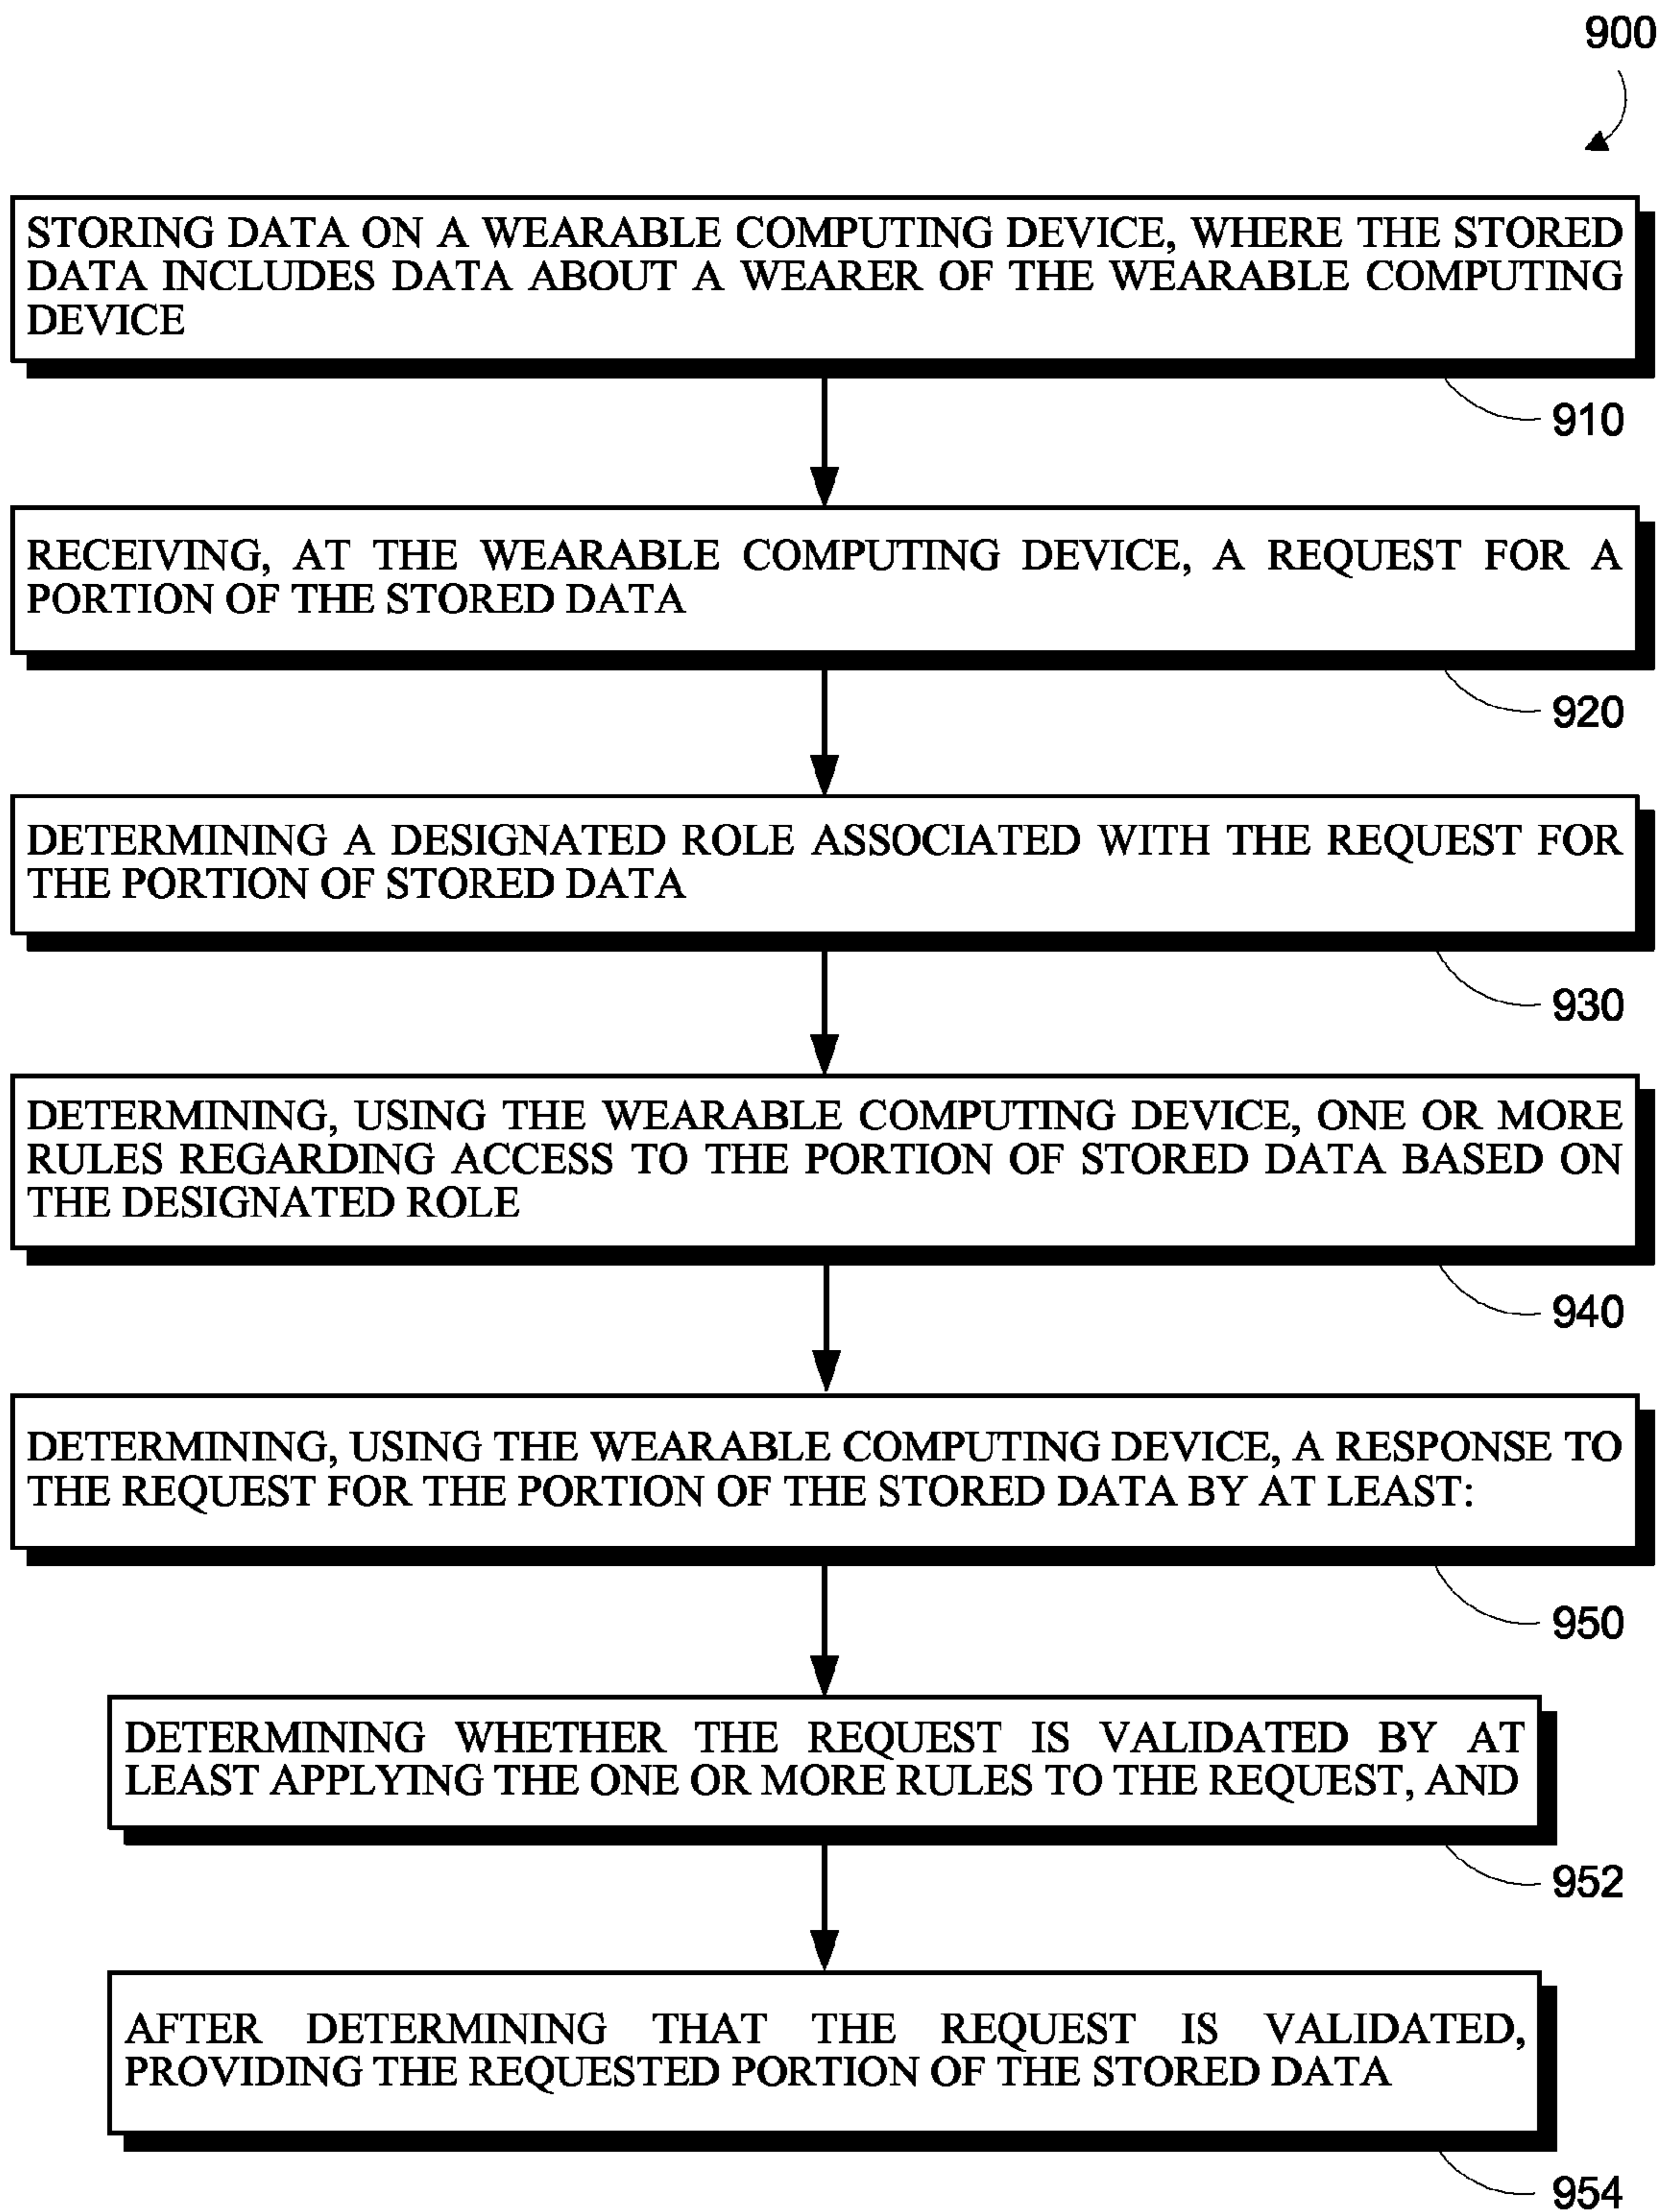 900
STORING DATA ON A WEARABLE COMPUTING DEVICE, WHERE THE STORED
DATA INCLUDES DATA ABOUT A WEARER OF THE WEARABLE COMPUTING
DEVICE
910
RECEIVING, AT THE WEARABLE COMPUTING DEVICE, A REQUEST FOR A
PORTION OF THE STORED DATA
920
DETERMINING A DESIGNATED ROLE ASSOCIATED WITH THE REQUEST FOR
THE PORTION OF STORED DATA
930
DETERMINING, USING THE WEARABLE COMPUTING DEVICE, ONE OR MORE
RULES REGARDING ACCESS TO THE PORTION OF STORED DATA BASED ON
THE DESIGNATED ROLE
940
DETERMINING, USING THE WEARABLE COMPUTING DEVICE, A RESPONSE TO
THE REQUEST FOR THE PORTION OF THE STORED DATA BY AT LEAST:
950
DETERMINING WHETHER THE REQUEST IS VALIDATED BY AT
LEAST APPLYING THE ONE OR MORE RULES TO THE REQUEST, AND
952
AFTER DETERMINING THAT THE REQUEST IS VALIDATED,
PROVIDING THE REQUESTED PORTION OF THE STORED DATA
954